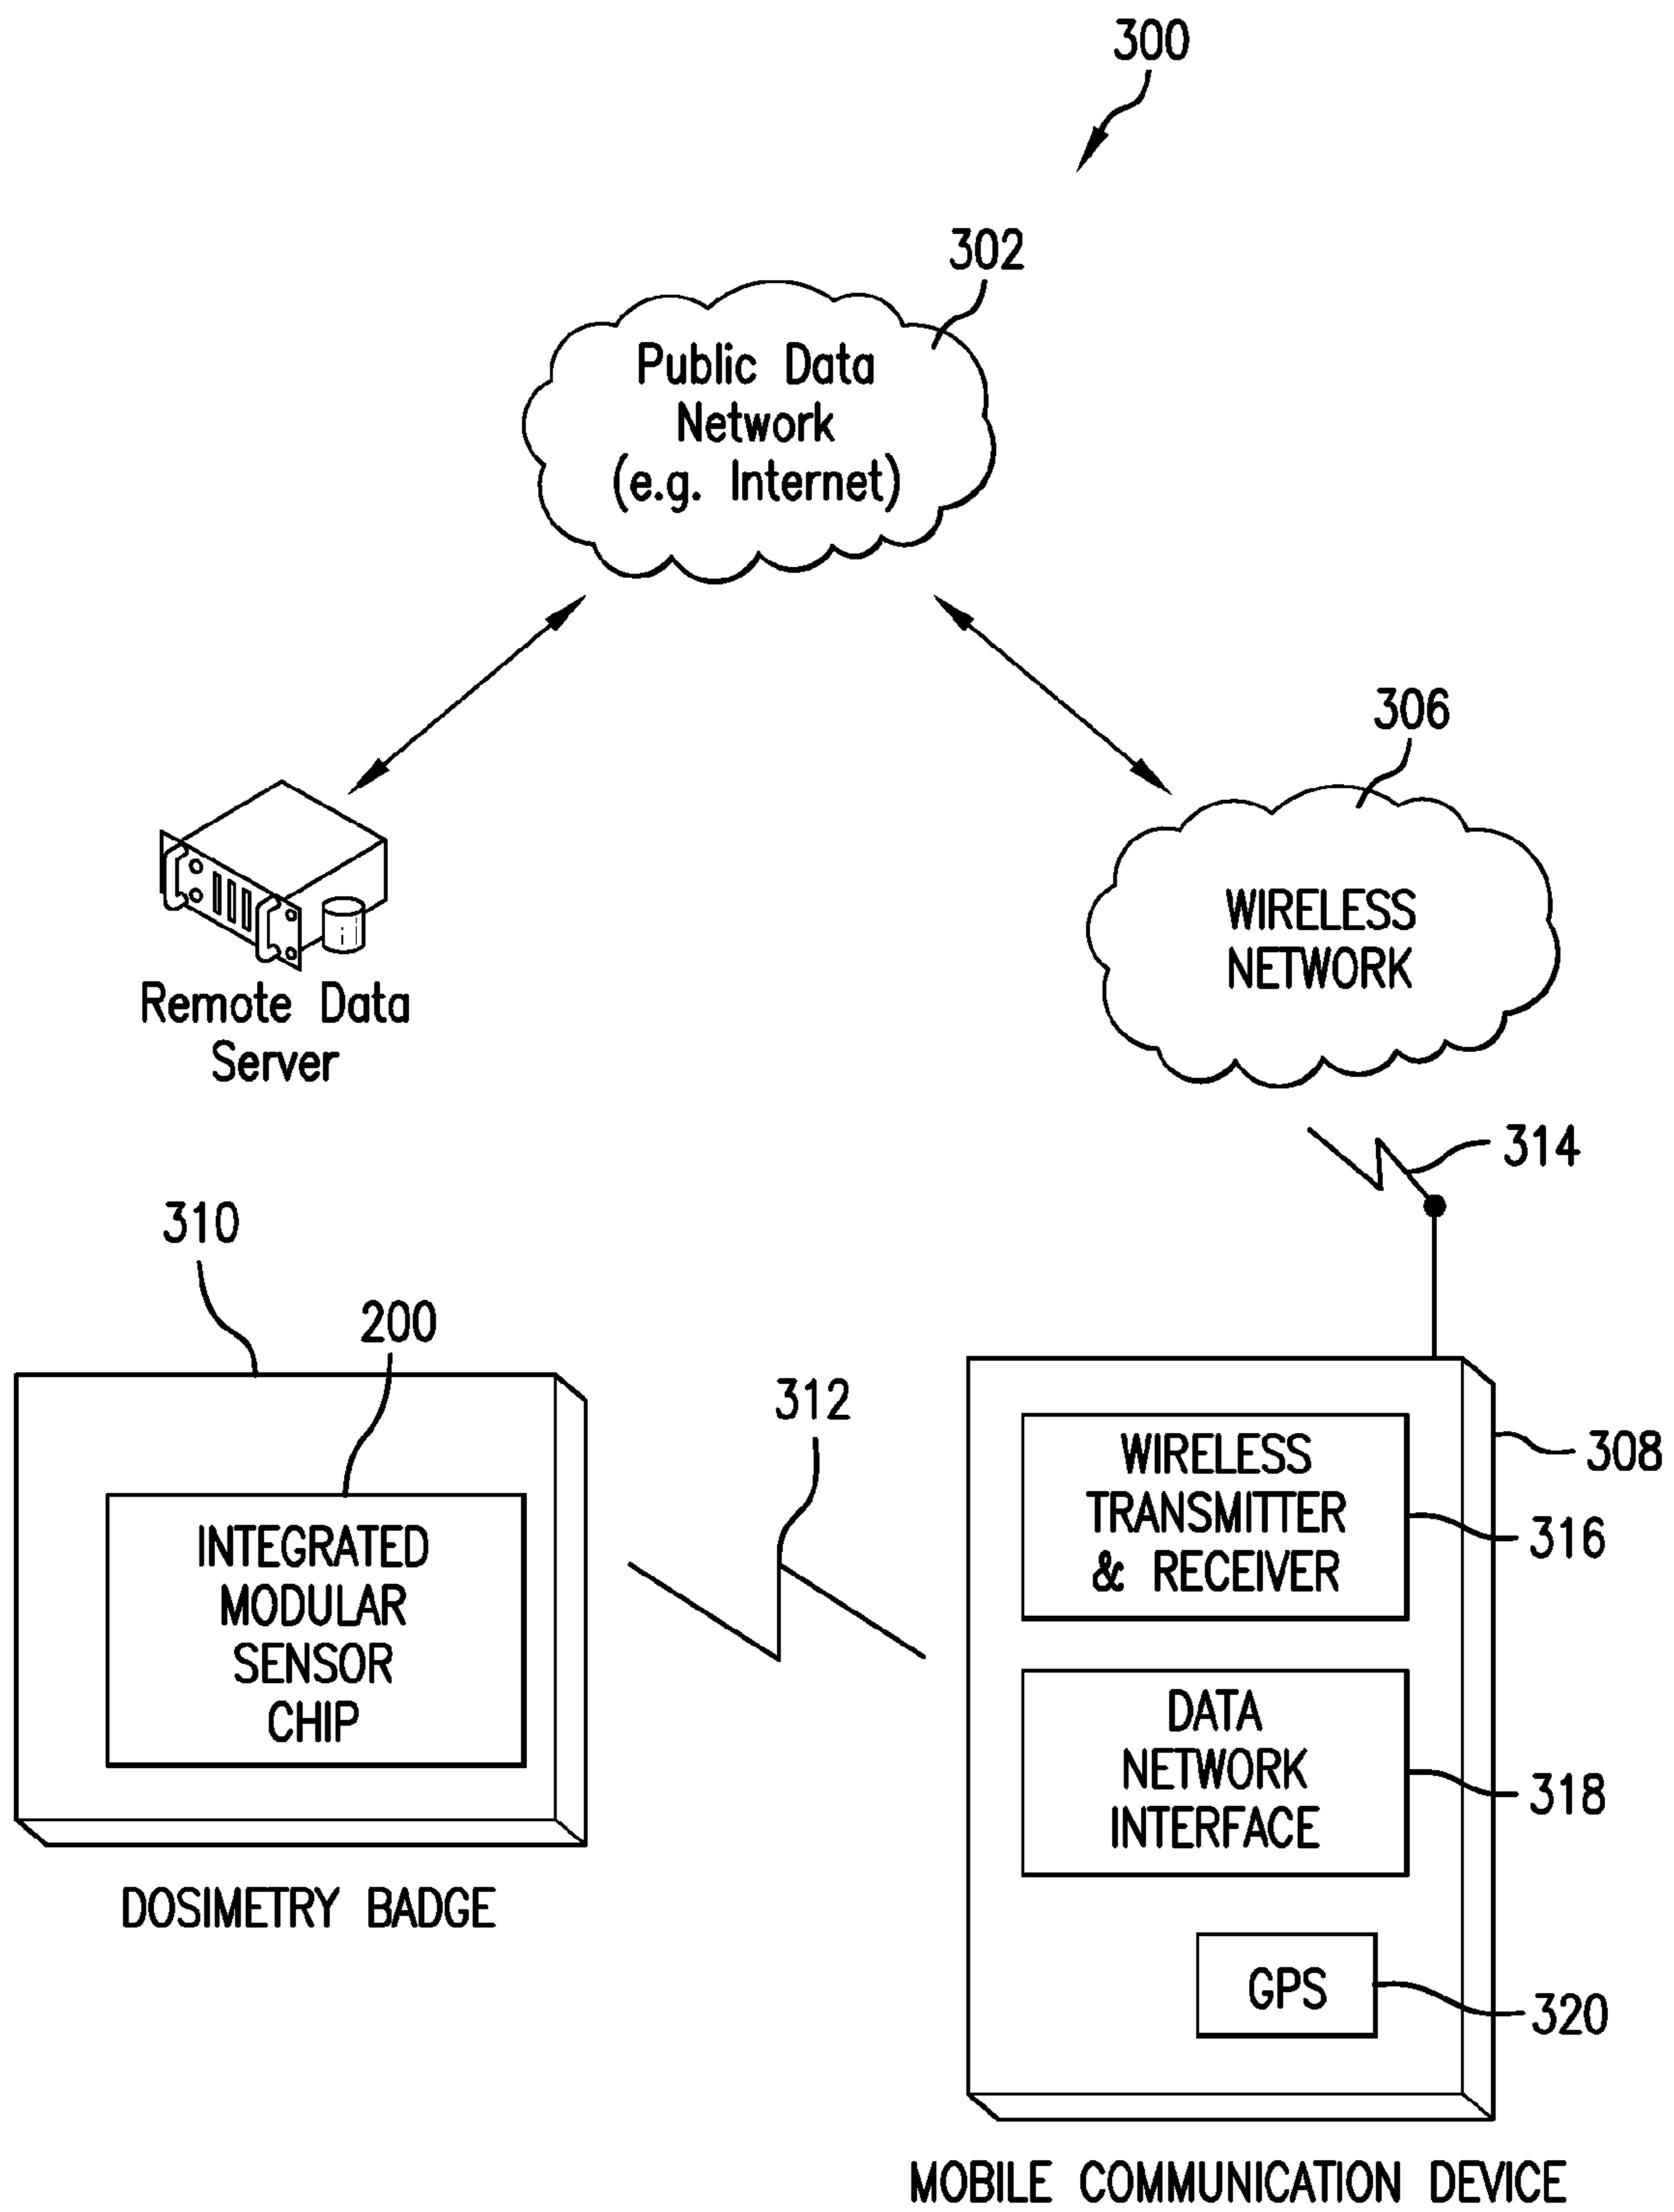 300
302
Public Data
Network
(e.g. Internet)
306
WIRELESS
NETWORK
Remote Data
Server
314
310
200
312
INTEGRATED
MODULAR
SENSOR
CHIP
DOSIMETRY BADGE
WIRELESS
TRANSMITTER
& RECEIVER
308
316
DATA
NETWORK
INTERFACE
318
GPS
320
MOBILE COMMUNICATION DEVICE